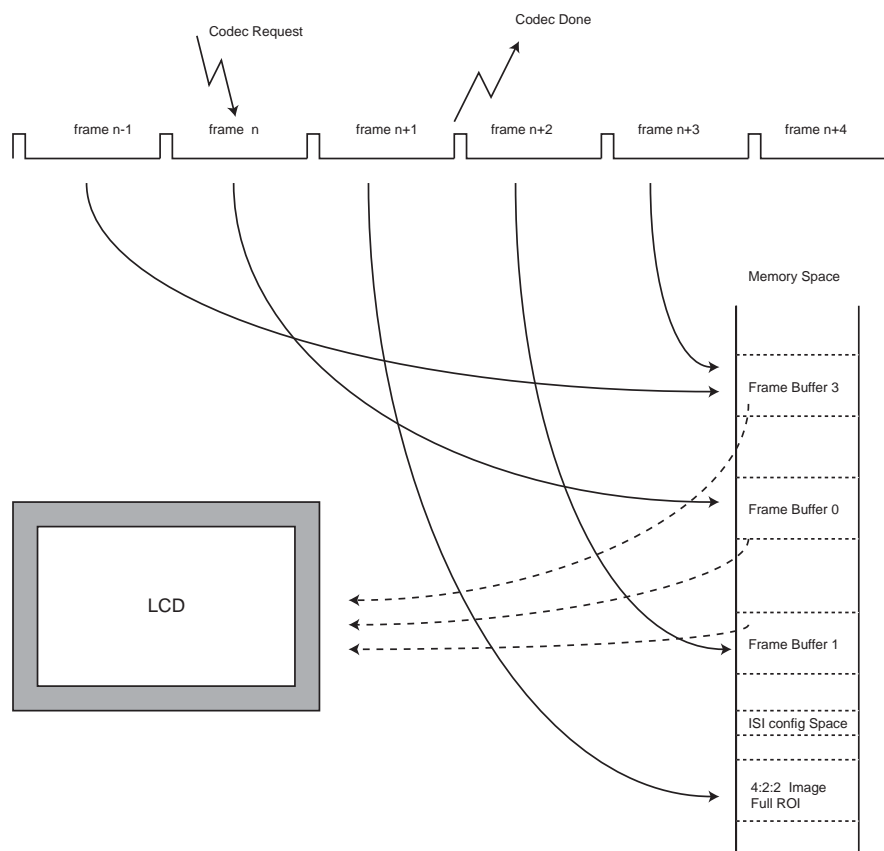 Codec Request
Codec Done
frame n-1
frame n
frame n+1
frame n+2
frame n+3
frame n+4
Memory Space
Frame Buffer 3
Frame Buffer 0
LCD
Frame Buffer 1
ISI config Space
4:2:2 Image
Full ROI